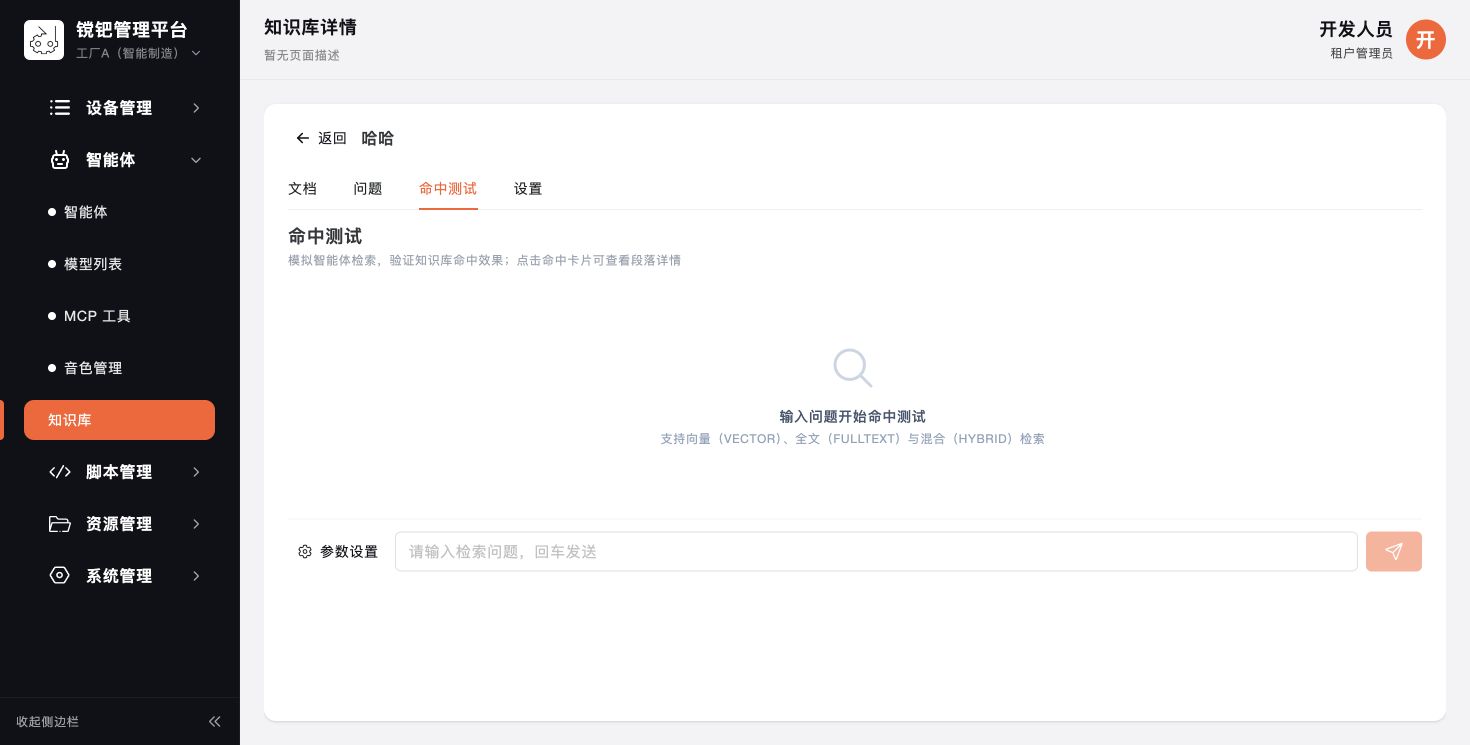 镋钯管理平台
工厂A（智能制造）
设备管理
智能体
智能体
模型列表
MCP 工具
音色管理
知识库
脚本管理
资源管理
系统管理
收起侧边栏
知识库详情
暂无页面描述
开发人员
租户管理员
开
返回 哈哈
文档 问题 命中测试 设置
命中测试
模拟智能体检索，验证知识库命中效果；点击命中卡片可查看段落详情
输入问题开始命中测试
支持向量（VECTOR）、全文（FULLTEXT）与混合（HYBRID）检索
参数设置 请输入检索问题，回车发送